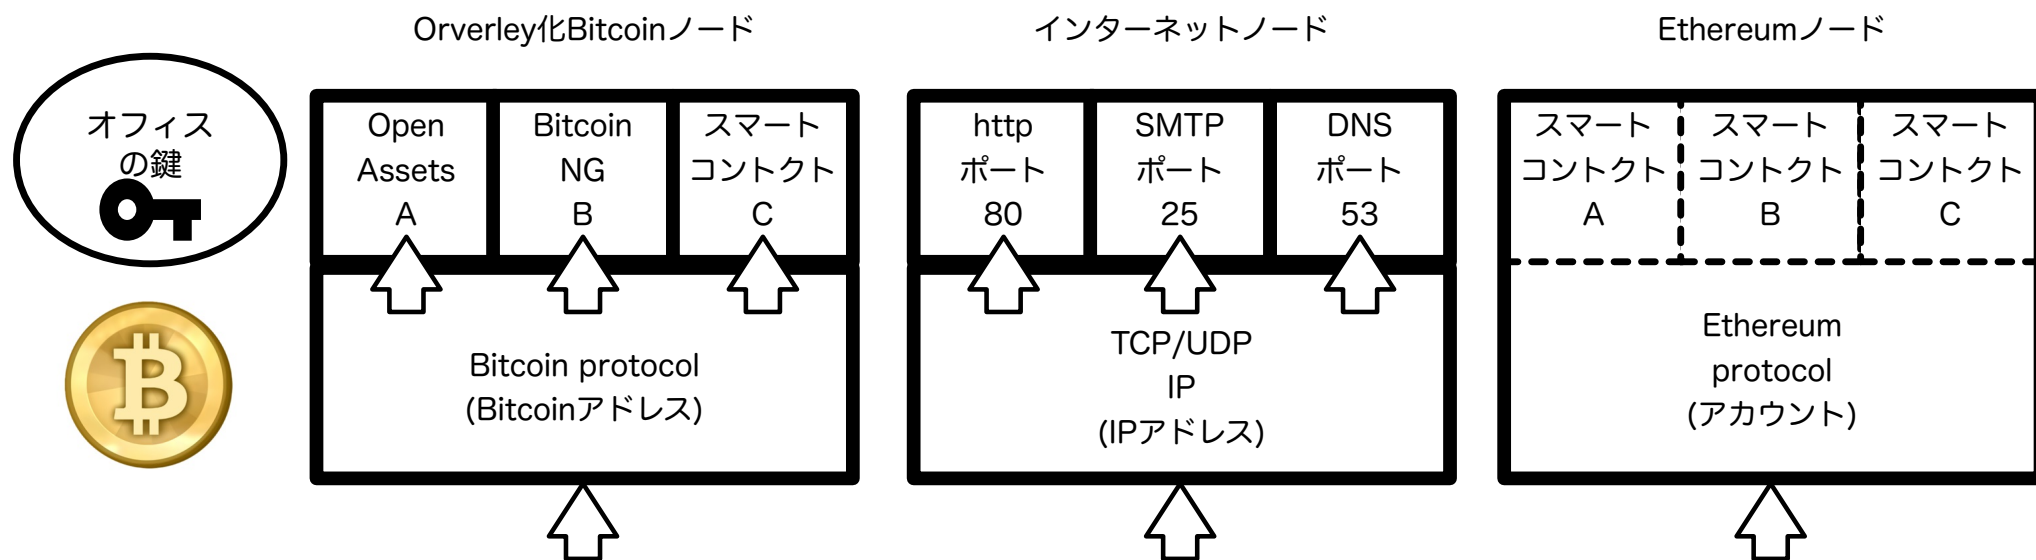 Orverley化Bitcoinノード
インターネットノード
Ethereumノード
オフィス
の鍵
Open
Assets
A
Bitcoin
NG
B
スマート
コントクト
C
http
ポート
80
SMTP
ポート
25
DNS
ポート
53
スマート
コントクト
A
スマート
コントクト
B
スマート
コントクト
C
Bitcoin protocol
(Bitcoinアドレス)
TCP/UDP
IP
(IPアドレス)
Ethereum
protocol
(アカウント)